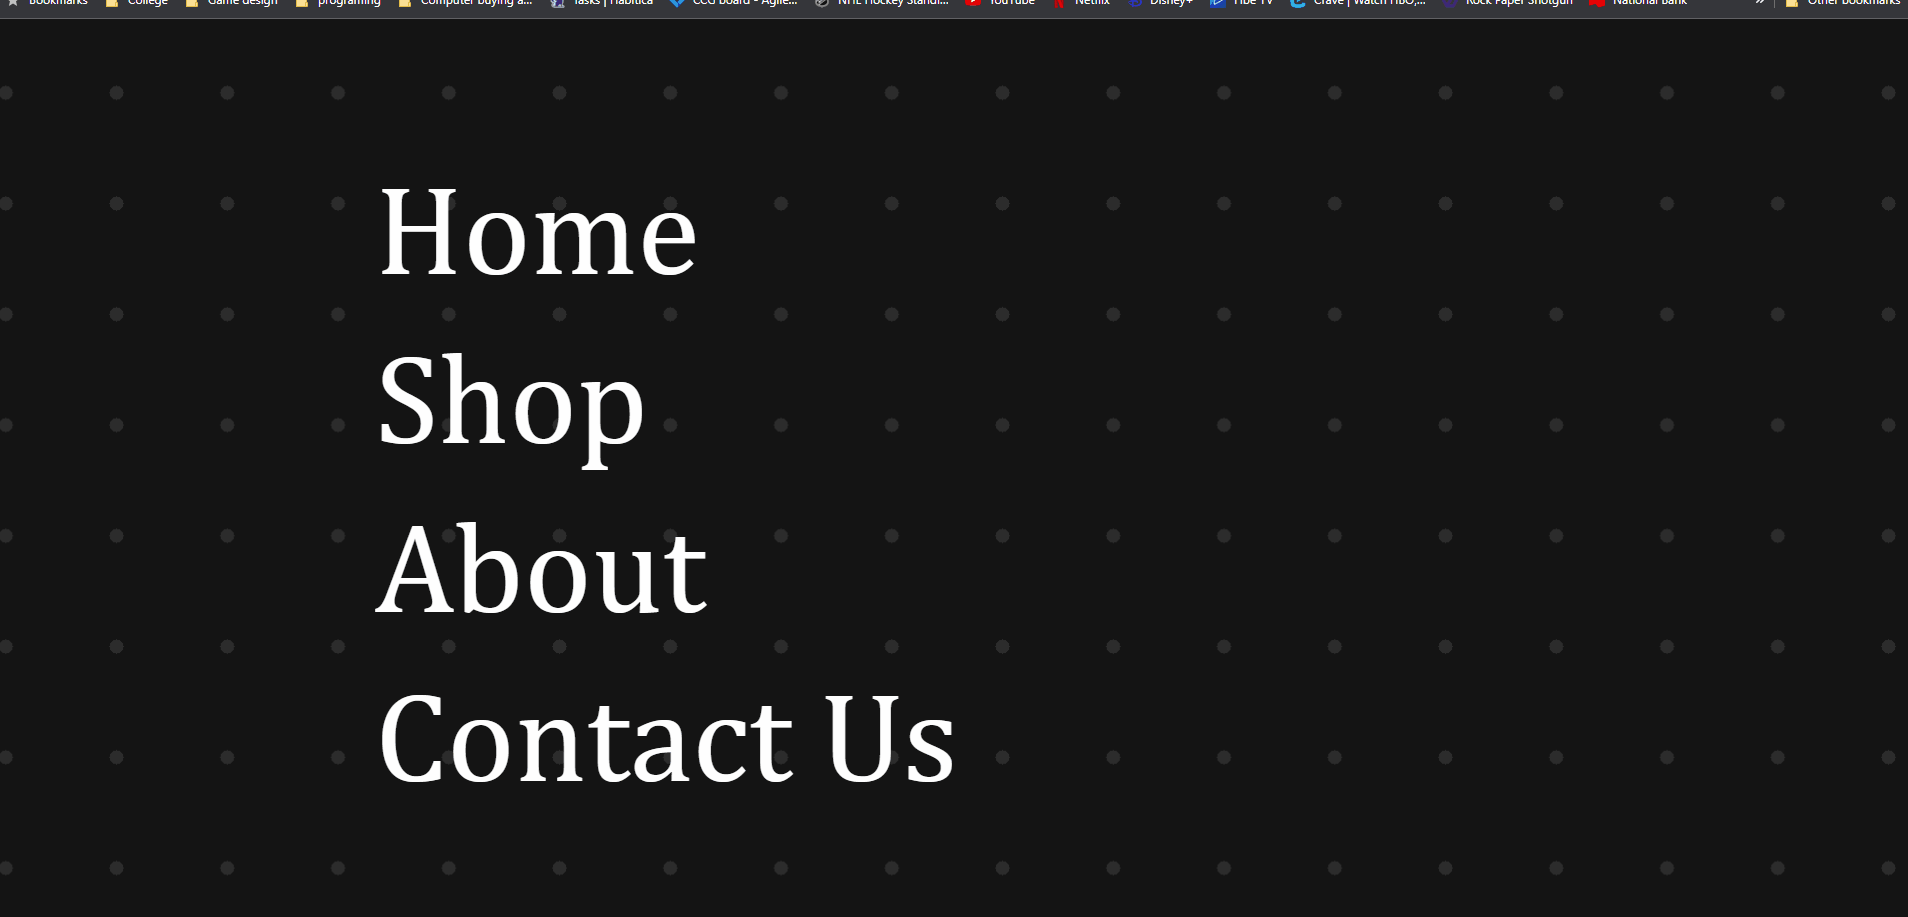 Bookmarks College Game design programing Computer buying a... Tasks | Habitica CCG board - Agile... NHL Hockey Standi... YouTube Netflix Disney+ Fibe TV Crave | Watch HBO,... Rock Paper Shotgun National Bank » Other bookmarks
Home
Shop
About
Contact Us